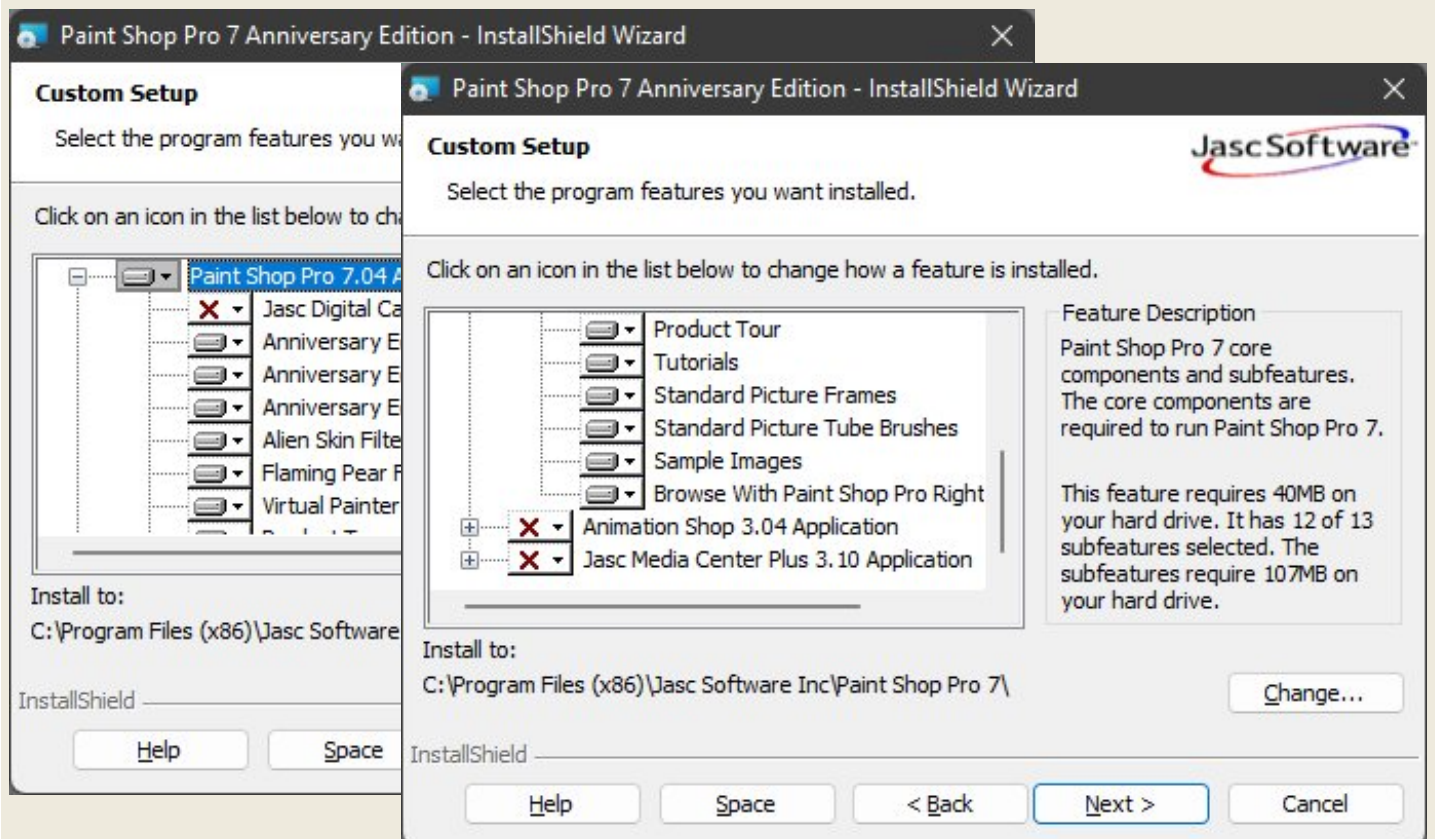 Paint Shop Pro 7 Anniversary Edition - InstallShield Wizard
Custom Setup
Select the program features you
Click on an icon in the list below to
Paint Shop Pro 7.04
Jasc Digital
Anniversary
Anniversary
Anniversary
Alien Skin
Flaming Pear
Virtual Painter
Install to:
C:\Program Files (x86)\Jasc Software
InstallShield
Help
Space
Paint Shop Pro 7 Anniversary Edition - InstallShield Wizard
Custom Setup
Jasc Software
Select the program features you want installed.
Click on an icon in the list below to change how a feature is installed.
Product Tour
Tutorials
Standard Picture Frames
Standard Picture Tube Brushes
Sample Images
Browse With Paint Shop Pro Right
Animation Shop 3.04 Application
Jasc Media Center Plus 3.10 Application
Feature Description
Paint Shop Pro 7 core
components and subfeatures.
The core components are
required to run Paint Shop Pro 7.
This feature requires 40MB on
your hard drive. It has 12 of 13
subfeatures selected. The
subfeatures require 107MB on
your hard drive.
Install to:
C:\Program Files (x86)\Jasc Software Inc\Paint Shop Pro 7\
Change...
InstallShield
Help
Space
< Back
Next >
Cancel